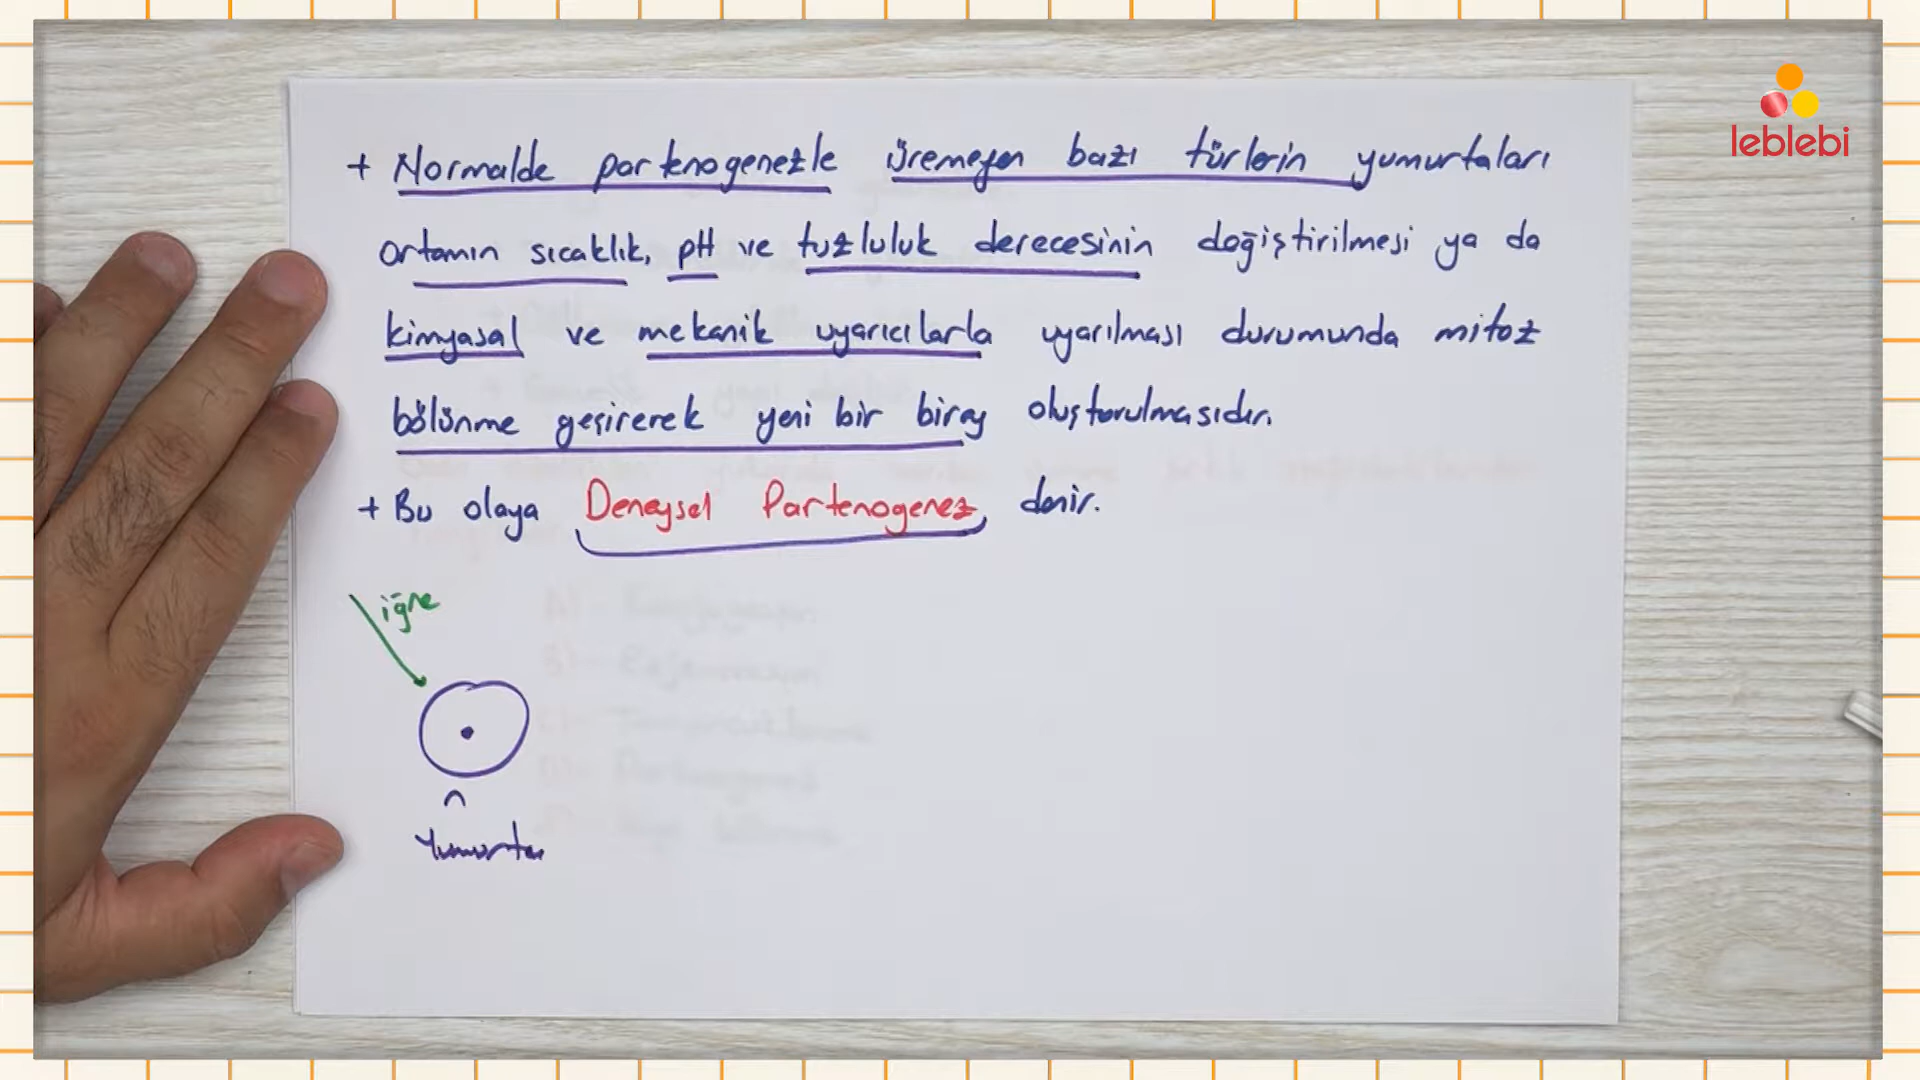 leblebi
+ Normalde partenogenezle üremeyen bazı türlerin yumurtaları
ortamın sıcaklık, pH ve tuzluluk derecesinin değiştirilmesi ya da
kimyasal ve mekanik uyarıcılarla uyarılması durumunda mitoz
bölünme geçirerek yeni bir birey oluşturulmasıdır.
+ Bu olaya Deneysel Partenogenez denir.
iğne
n
Yumurta